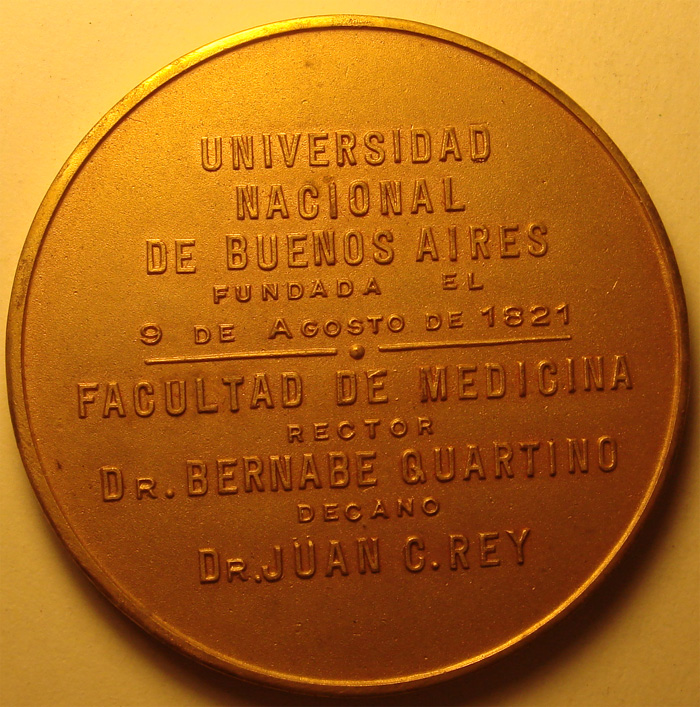 UNIVERSIDAD
NACIONAL
DE BUENOS AIRES
FUNDADA EL
9 DE AGOSTO DE 1821
FACULTAD DE MEDICINA
RECTOR
DR. BERNABE QUARTINO
DECANO
DR. JUAN C. REY